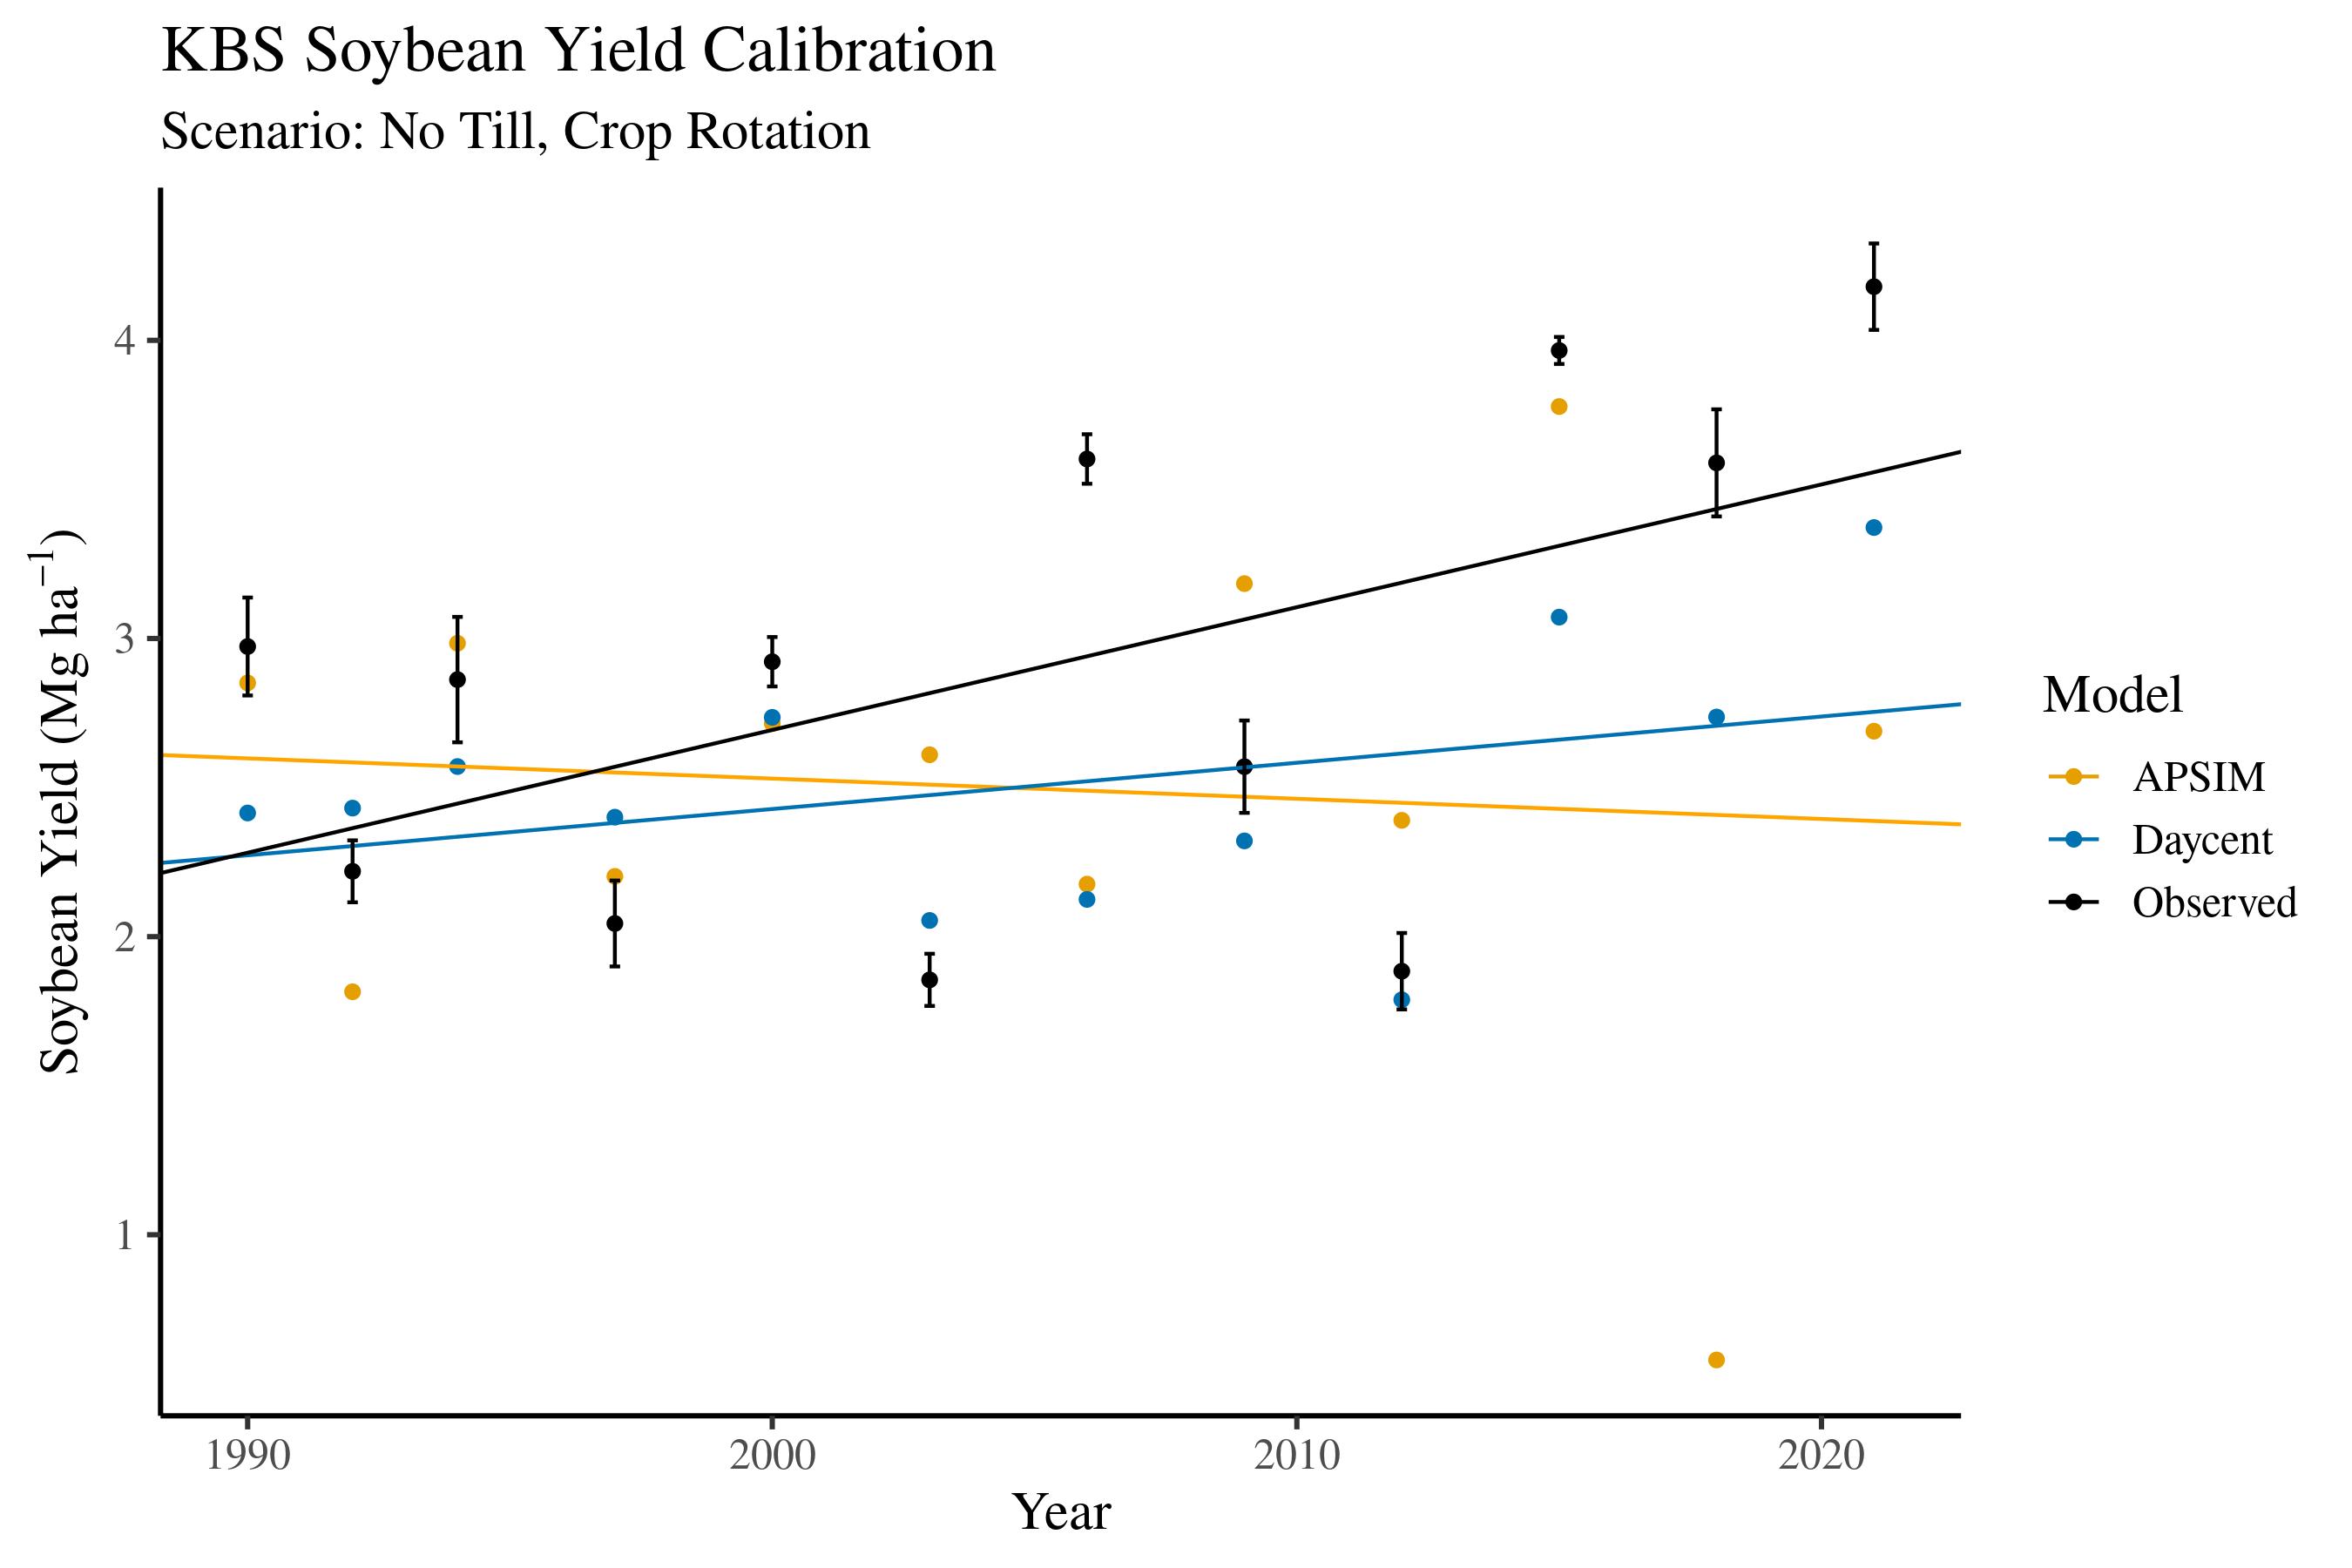 KBS Soybean Yield Calibration
Scenario: No Till, Crop Rotation
Soybean Yield (Mg ha⁻¹)
4
3
2
1
1990 2000 2010 2020
Year
Model
APSIM
Daycent
Observed